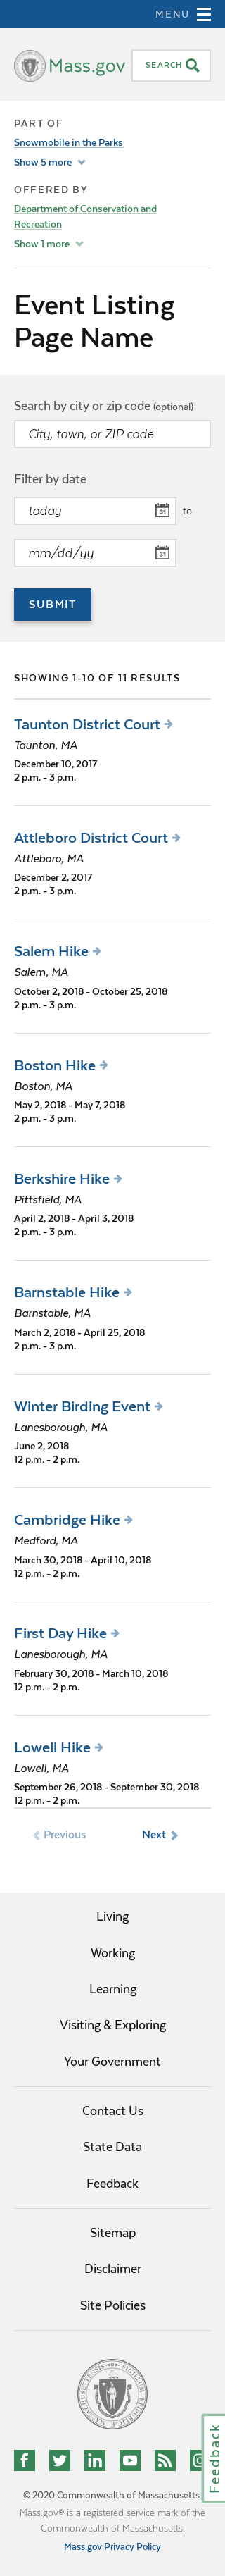 MENU
Mass.gov
SEARCH
PART OF
Snowmobile in the Parks
Show 5 more
OFFERED BY
Department of Conservation and
Recreation
Show 1 more
Event Listing
Page Name
Search by city or zip code (optional)
City, town, or ZIP code
Filter by date
today
31
to
mm/dd/yy
31
SUBMIT
SHOWING 1-10 OF 11 RESULTS
Taunton District Court
Taunton, MA
December 10, 2017
2 p.m. - 3 p.m.
Attleboro District Court
Attleboro, MA
December 2, 2017
2 p.m. - 3 p.m.
Salem Hike
Salem, MA
October 2, 2018 - October 25, 2018
2 p.m. - 3 p.m.
Boston Hike
Boston, MA
May 2, 2018 - May 7, 2018
2 p.m. - 3 p.m.
Berkshire Hike
Pittsfield, MA
April 2, 2018 - April 3, 2018
2 p.m. - 3 p.m.
Barnstable Hike
Barnstable, MA
March 2, 2018 - April 25, 2018
2 p.m. - 3 p.m.
Winter Birding Event
Lanesborough, MA
June 2, 2018
12 p.m. - 2 p.m.
Cambridge Hike
Medford, MA
March 30, 2018 - April 10, 2018
12 p.m. - 2 p.m.
First Day Hike
Lanesborough, MA
February 30, 2018 - March 10, 2018
12 p.m. - 2 p.m.
Lowell Hike
Lowell, MA
September 26, 2018 - September 30, 2018
12 p.m. - 2 p.m.
Previous
Next
Living
Working
Learning
Visiting & Exploring
Your Government
Contact Us
State Data
Feedback
Sitemap
Disclaimer
Site Policies
Feedback
© 2020 Commonwealth of Massachusetts.
Mass.gov® is a registered service mark of the
Commonwealth of Massachusetts.
Mass.gov Privacy Policy